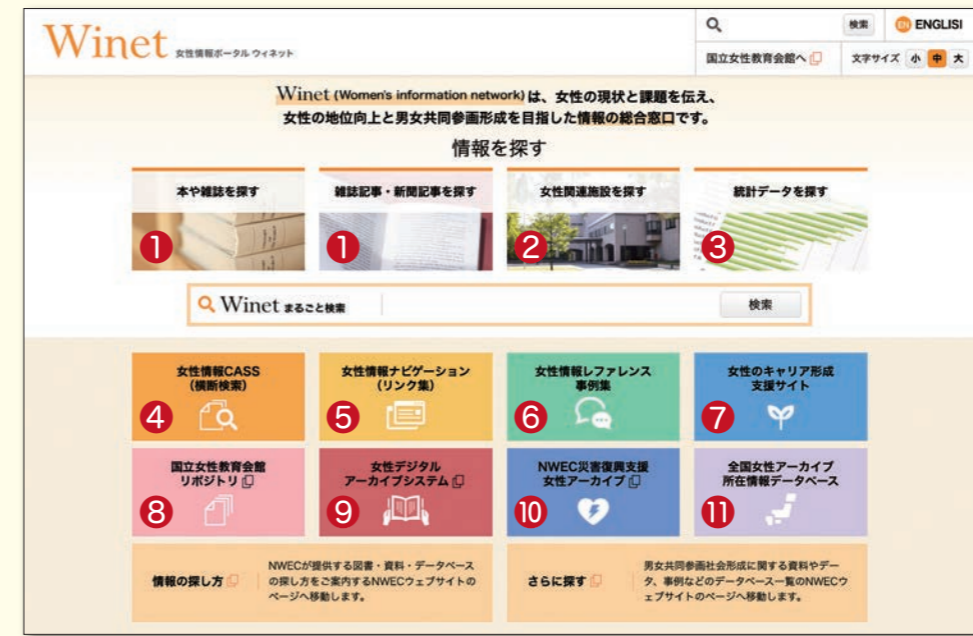 Winet 女性情報ポータル ウィネット
検索
EN ENGLISI
国立女性教育会館へ
文字サイズ 小 中 大
Winet (Women's information network) は、女性の現状と課題を伝え、
女性の地位向上と男女共同参画形成を目指した情報の総合窓口です。
情報を探す
本や雑誌を探す
❶
雑誌記事・新聞記事を探す
❶
女性関連施設を探す
❷
統計データを探す
❸
Winet まるごと検索
検索
女性情報CASS
(横断検索)
❹
女性情報ナビゲーション
(リンク集)
❺
女性情報レファレンス
事例集
❻
女性のキャリア形成
支援サイト
❼
国立女性教育会館
リポジトリ
❽
女性デジタル
アーカイブシステム
❾
NWEC災害復興支援
女性アーカイブ
❿
全国女性アーカイブ
所在情報データベース
⓫
情報の探し方
NWECが提供する図書・資料・データベース
の探し方をご案内するNWECウェブサイトの
ページへ移動します。
さらに探す
男女共同参画社会形成に関する資料やデー
タ、事例などのデータベース一覧のNWECウ
ェブサイトのページへ移動します。